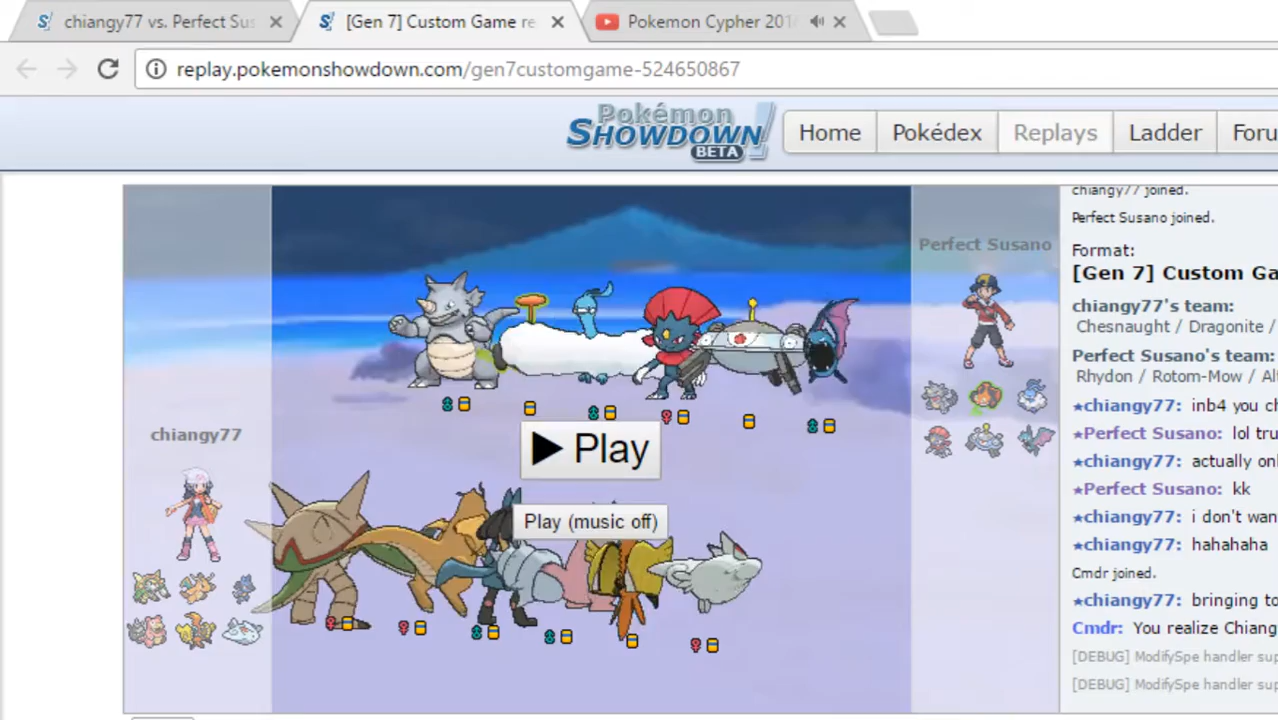 chiangy77 vs. Perfect Sus
[Gen 7] Custom Game re
Pokemon Cypher 201
replay.pokemonshowdown.com/gen7customgame-524650867
Pokémon
SHOWDOWN!
BETA
Home
Pokédex
Replays
Ladder
Foru
chiangy77
Perfect Susano
▶ Play
Play (music off)
chiangy77 joined.
Perfect Susano joined.
Format:
[Gen 7] Custom Ga
chiangy77's team:
Chesnaught / Dragonite /
Perfect Susano's team:
Rhydon / Rotom-Mow / Al
★chiangy77: inb4 you ch
★Perfect Susano: lol tru
★chiangy77: actually onl
★Perfect Susano: kk
★chiangy77: i don't wan
★chiangy77: hahahaha
Cmdr joined.
★chiangy77: bringing to
Cmdr: You realize Chiang
[DEBUG] ModifySpe handler sup
[DEBUG] ModifySpe handler sup